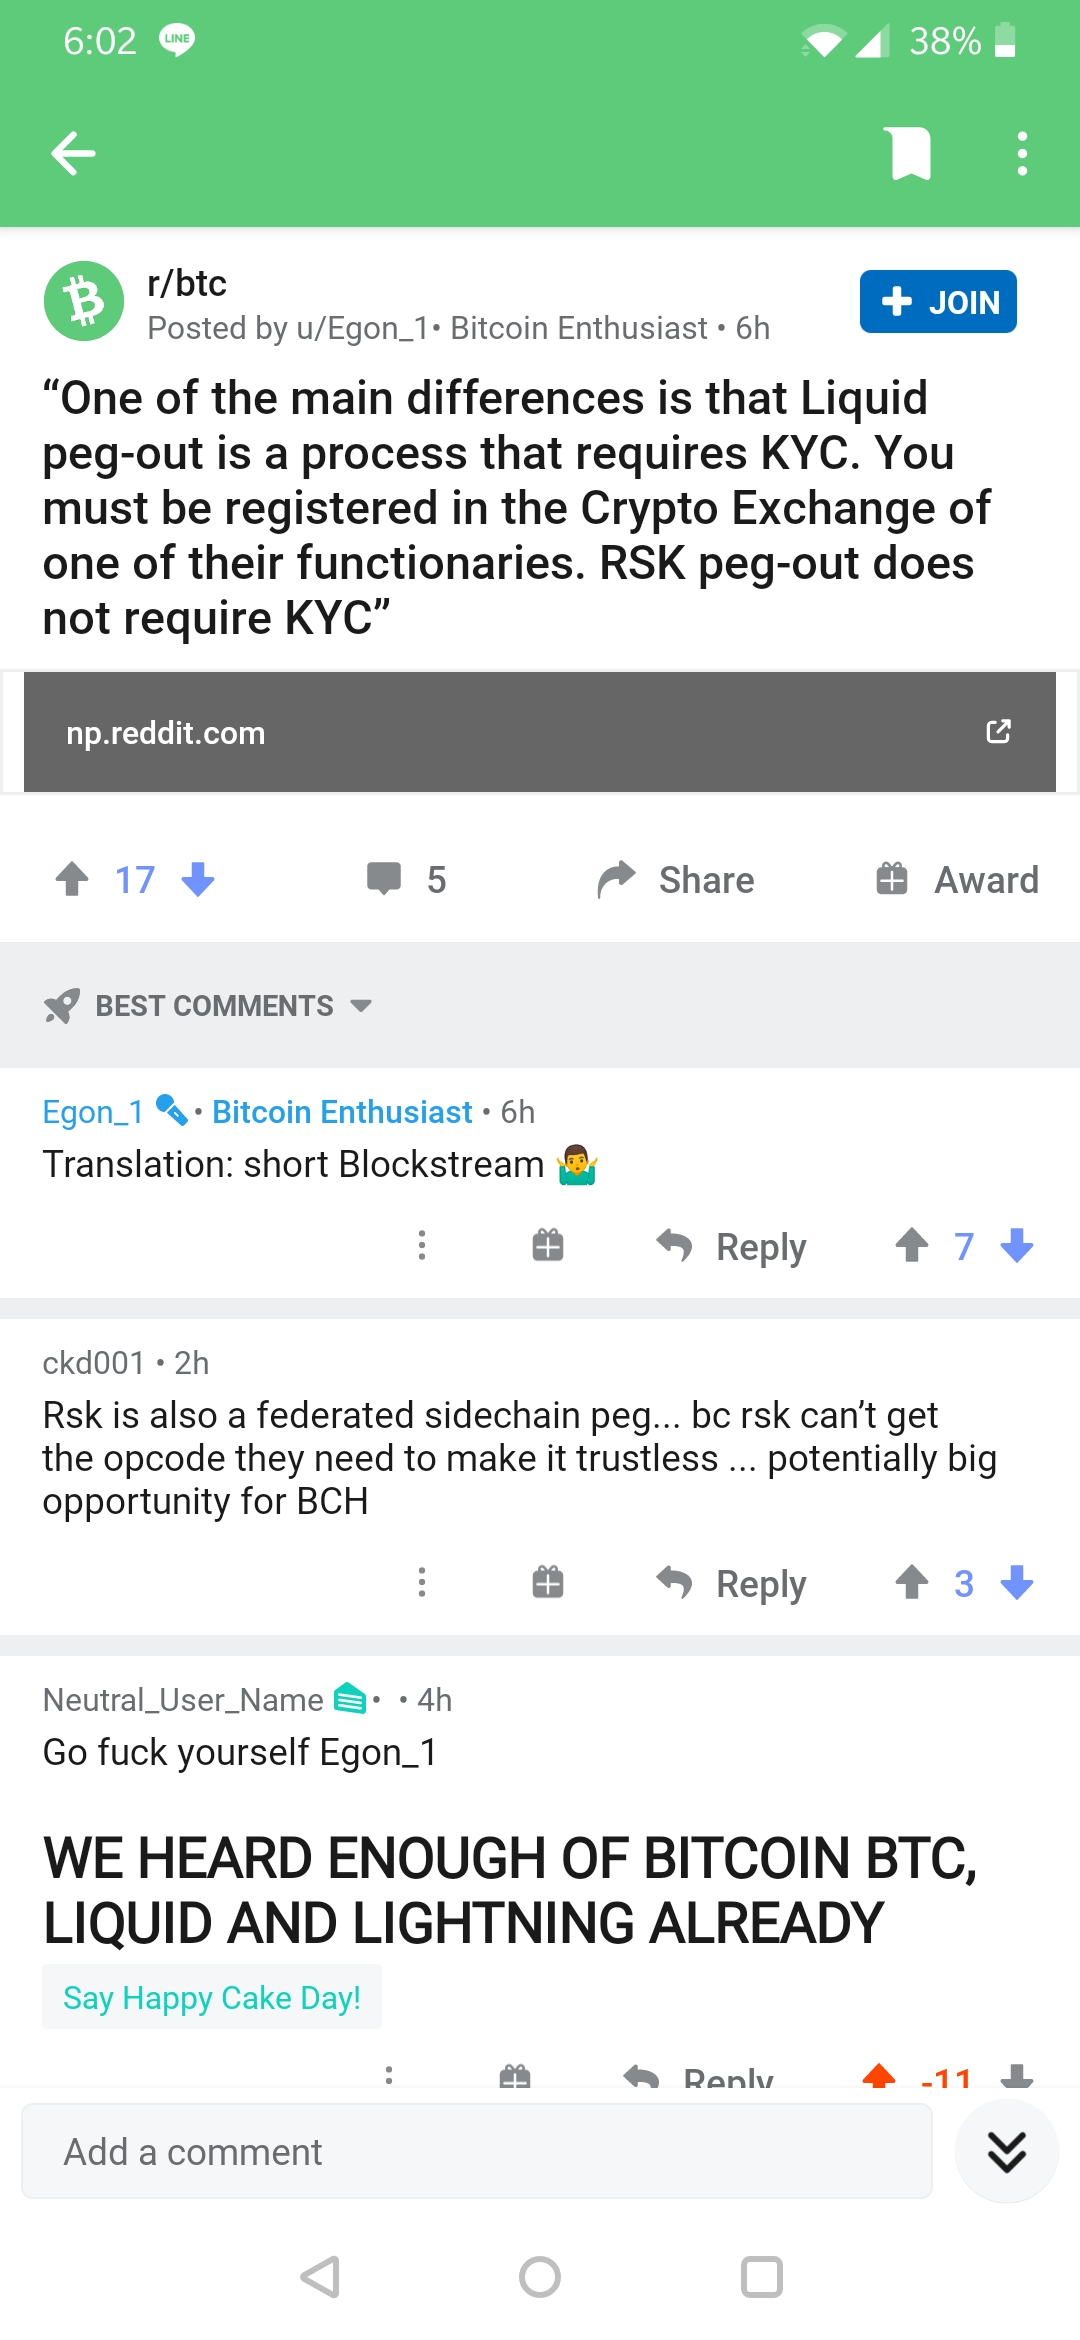 6:02 LINE 38%
r/btc
Posted by u/Egon_1• Bitcoin Enthusiast • 6h
+ JOIN
“One of the main differences is that Liquid
peg-out is a process that requires KYC. You
must be registered in the Crypto Exchange of
one of their functionaries. RSK peg-out does
not require KYC”
np.reddit.com
17 5 Share Award
BEST COMMENTS
Egon_1 • Bitcoin Enthusiast • 6h
Translation: short Blockstream 🤷‍♂️
Reply 7
ckd001 • 2h
Rsk is also a federated sidechain peg... bc rsk can’t get
the opcode they need to make it trustless ... potentially big
opportunity for BCH
Reply 3
Neutral_User_Name • • 4h
Go fuck yourself Egon_1
WE HEARD ENOUGH OF BITCOIN BTC,
LIQUID AND LIGHTNING ALREADY
Say Happy Cake Day!
Reply -11
Add a comment